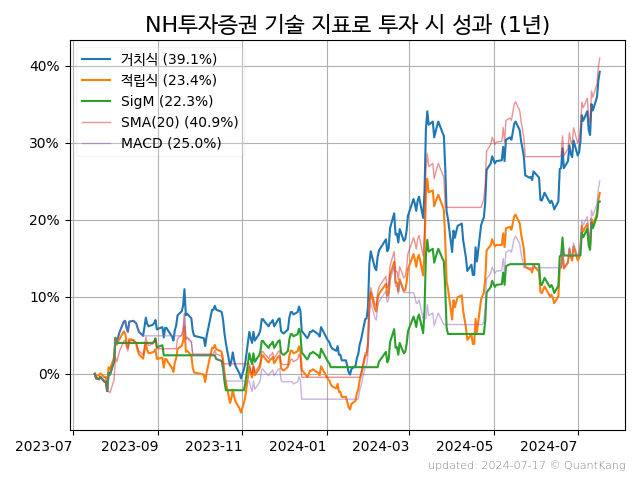 NH투자증권 기술 지표로 투자 시 성과 (1년)
거치식 (39.1%)
적립식 (23.4%)
SigM (22.3%)
SMA(20) (40.9%)
MACD (25.0%)
40%
30%
20%
10%
0%
2023-07 2023-09 2023-11 2024-01 2024-03 2024-05 2024-07
updated: 2024-07-17 © QuantKang